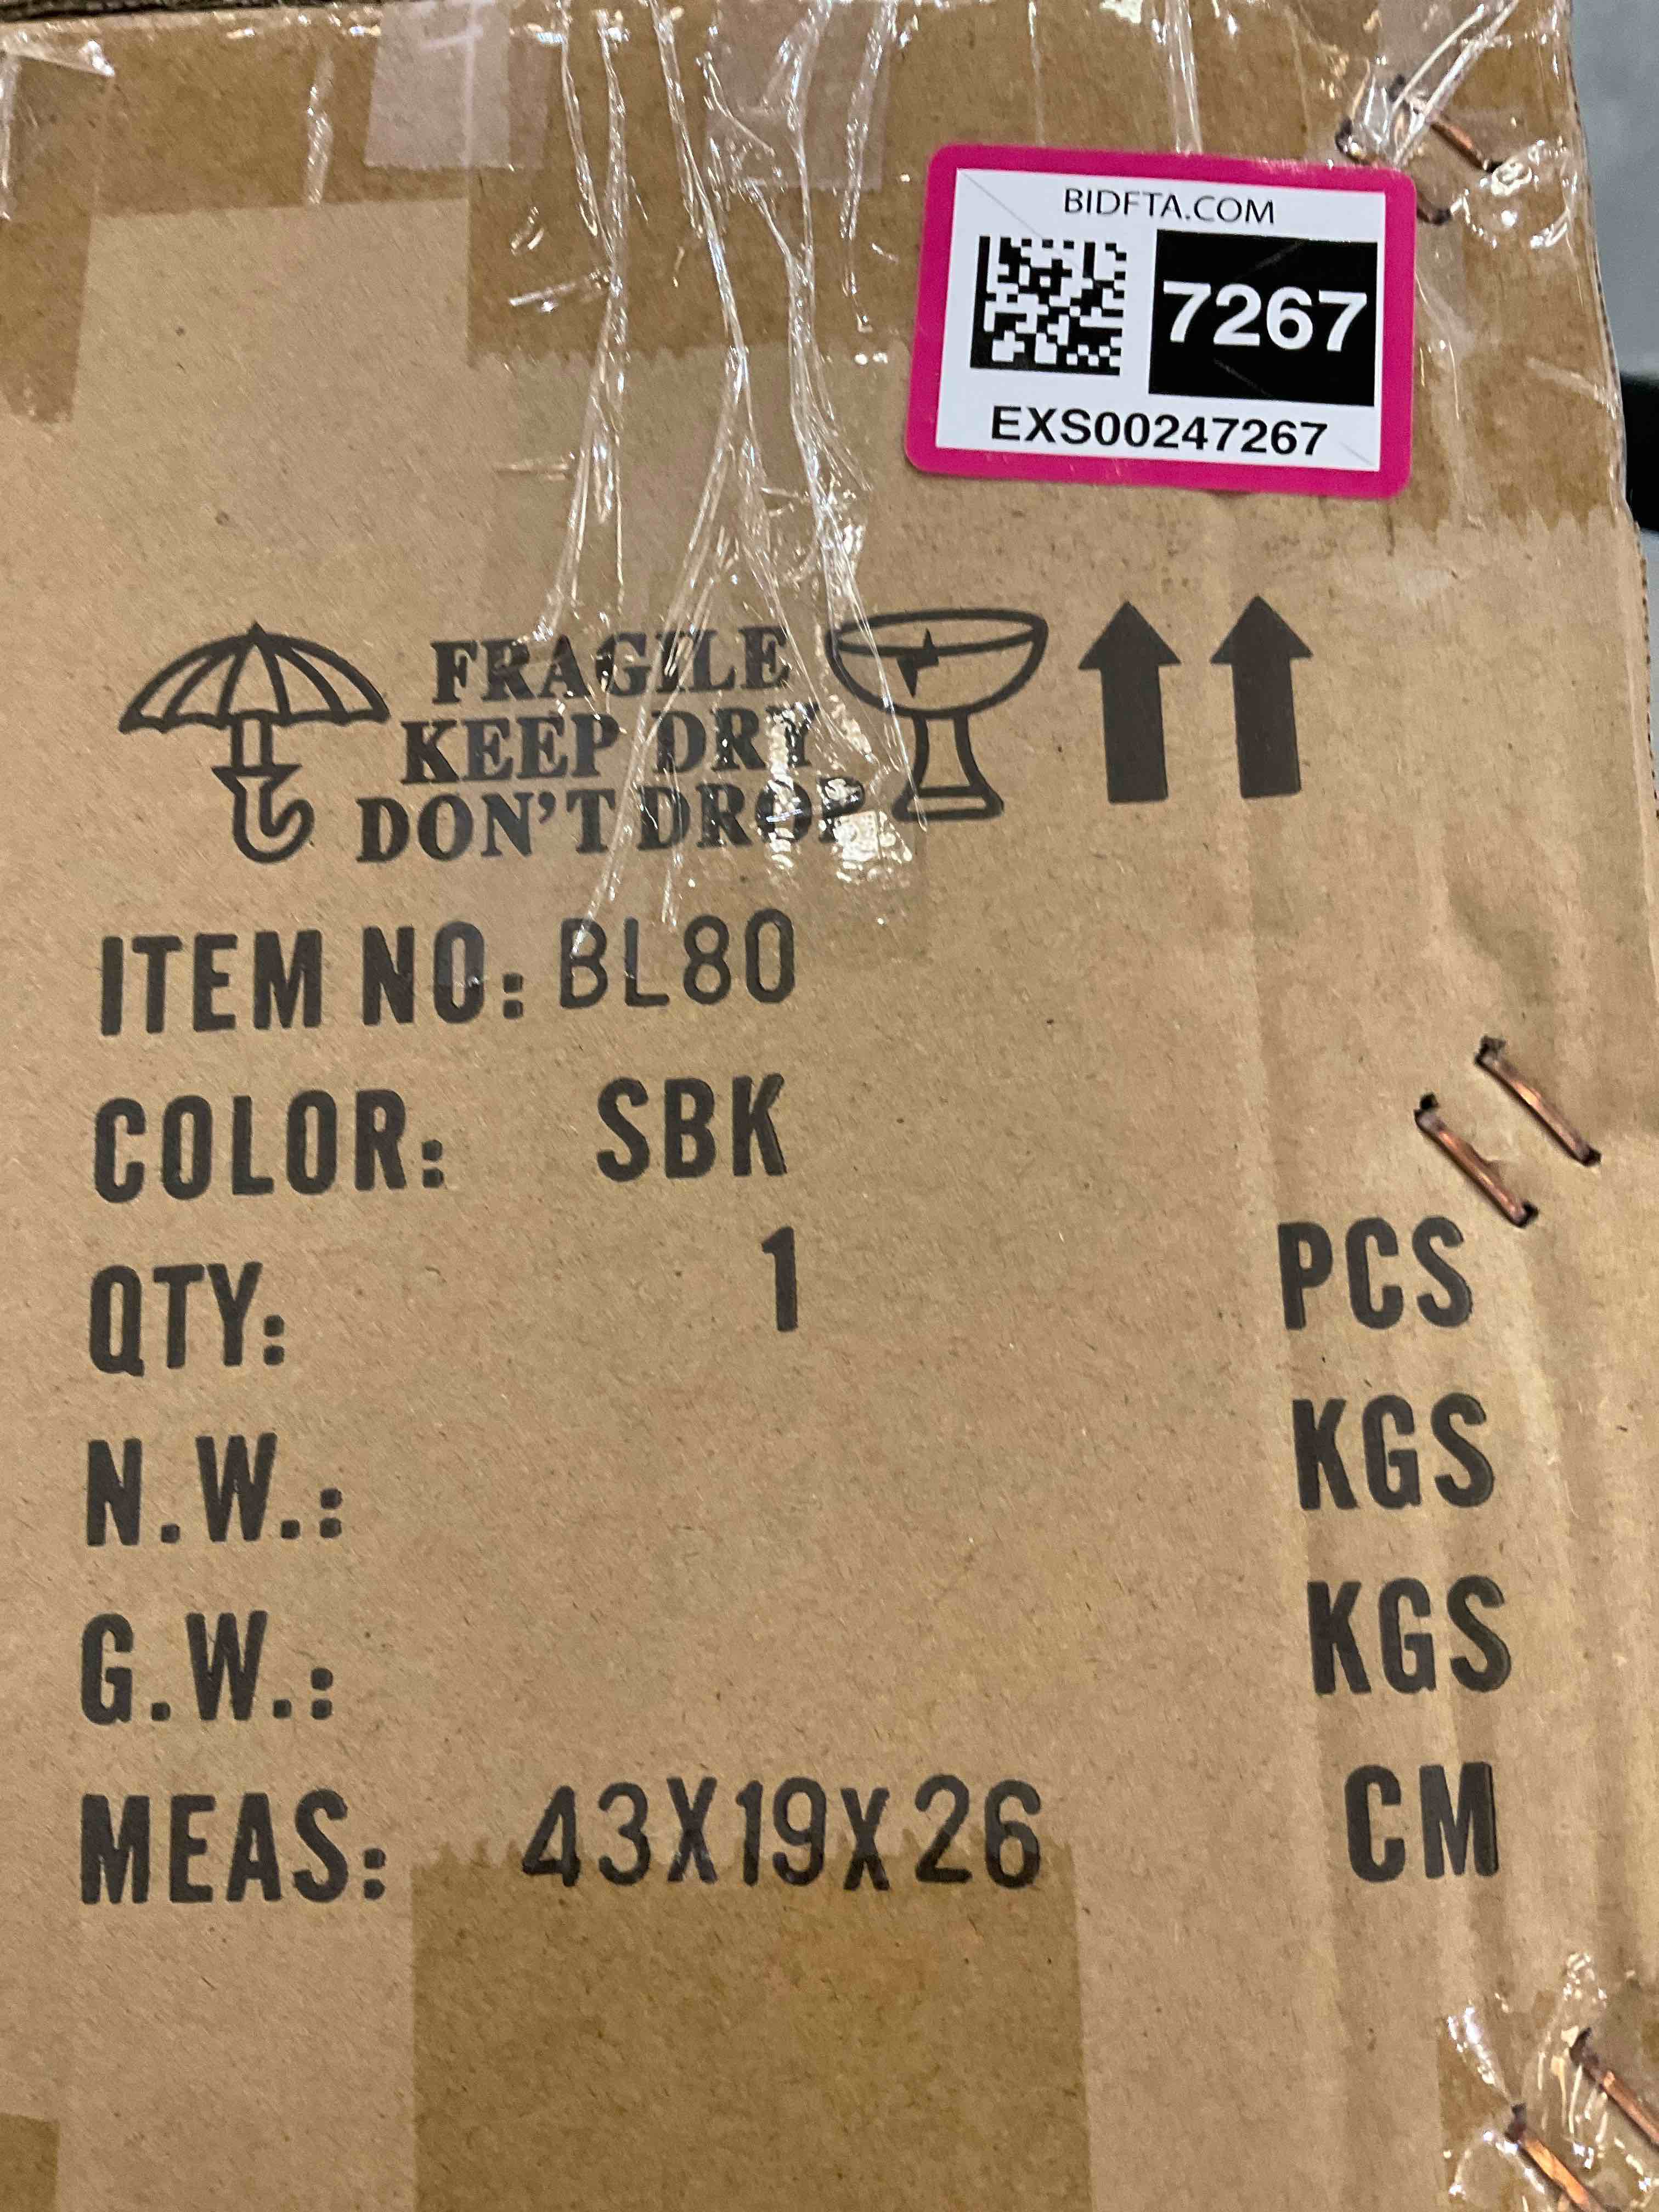 BIDFTA.COM
7267
EXS00247267
FRAGILE
KEEP DRY
DON'T DROP
ITEM NO: BL80
COLOR: SBK
QTY: 1 PCS
N.W.: KGS
G.W.: KGS
MEAS: 43X19X26 CM